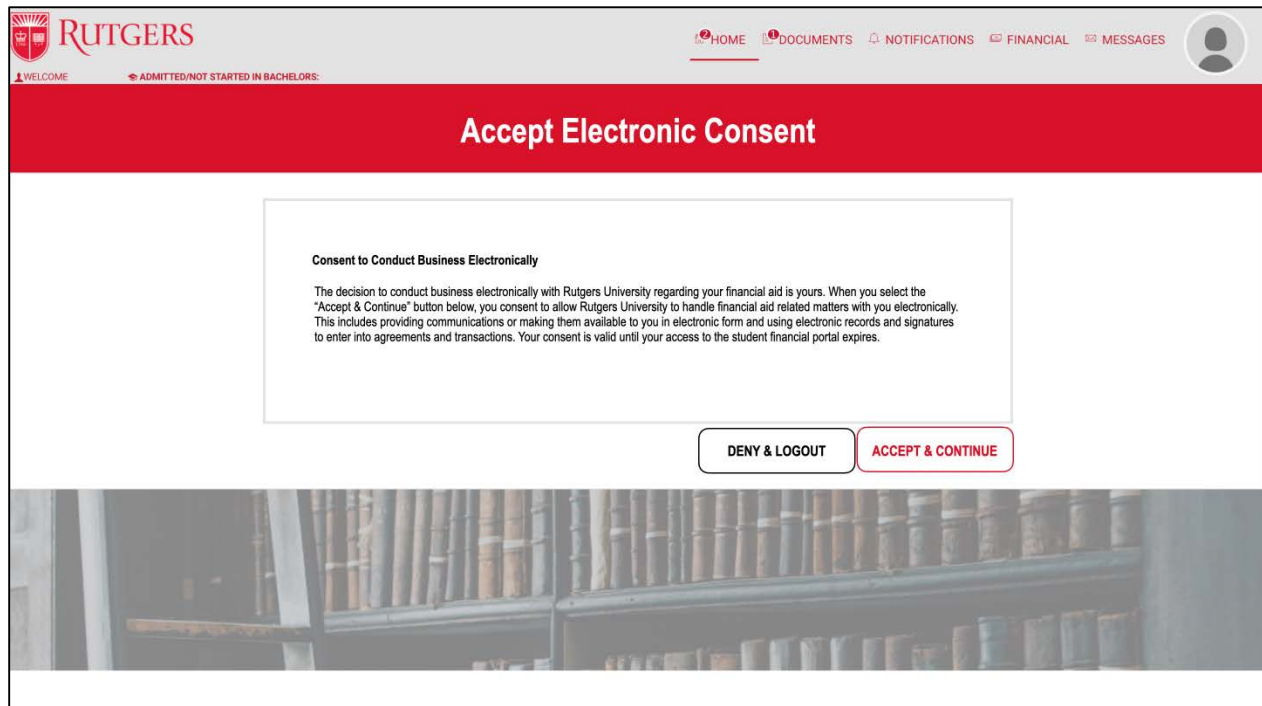 RUTGERS
2 HOME 1 DOCUMENTS NOTIFICATIONS FINANCIAL MESSAGES
WELCOME ADMITTED/NOT STARTED IN BACHELORS:
Accept Electronic Consent
Consent to Conduct Business Electronically
The decision to conduct business electronically with Rutgers University regarding your financial aid is yours. When you select the
“Accept & Continue” button below, you consent to allow Rutgers University to handle financial aid related matters with you electronically.
This includes providing communications or making them available to you in electronic form and using electronic records and signatures
to enter into agreements and transactions. Your consent is valid until your access to the student financial portal expires.
DENY & LOGOUT ACCEPT & CONTINUE